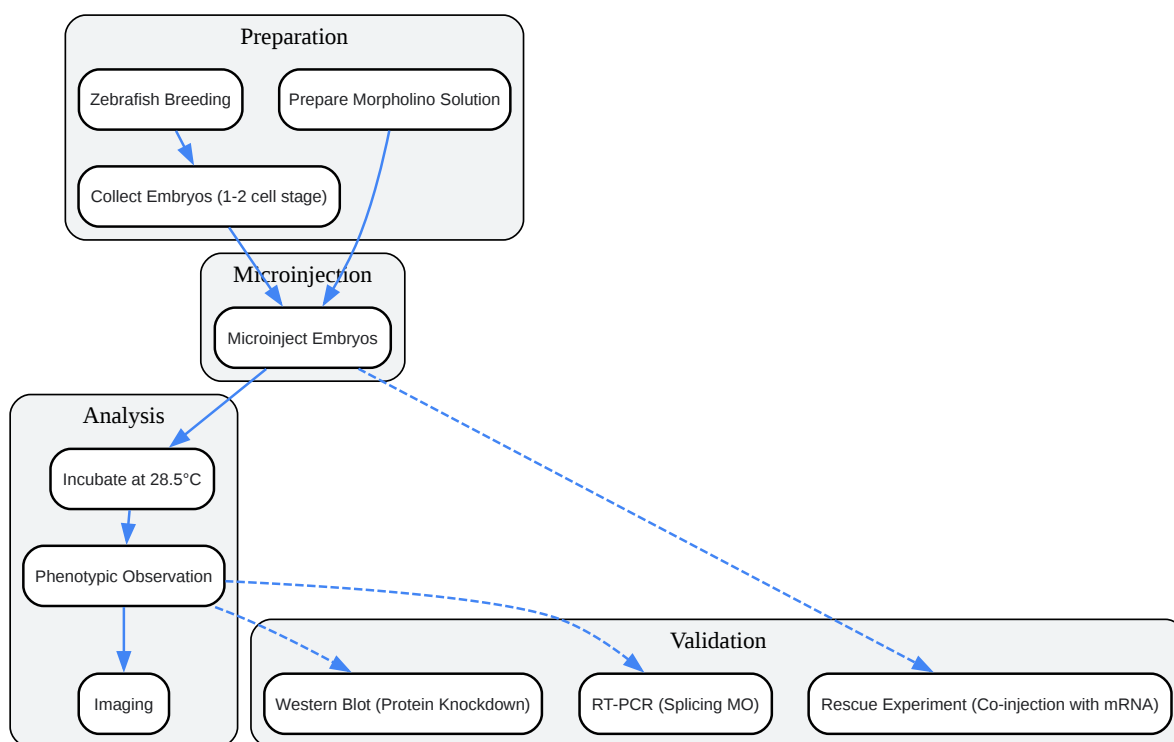 Preparation
Zebrafish Breeding
Prepare Morpholino Solution
Collect Embryos (1-2 cell stage)
Microinjection
Microinject Embryos
Analysis
Incubate at 28.5°C
Phenotypic Observation
Imaging
Validation
Western Blot (Protein Knockdown)
RT-PCR (Splicing MO)
Rescue Experiment (Co-injection with mRNA)